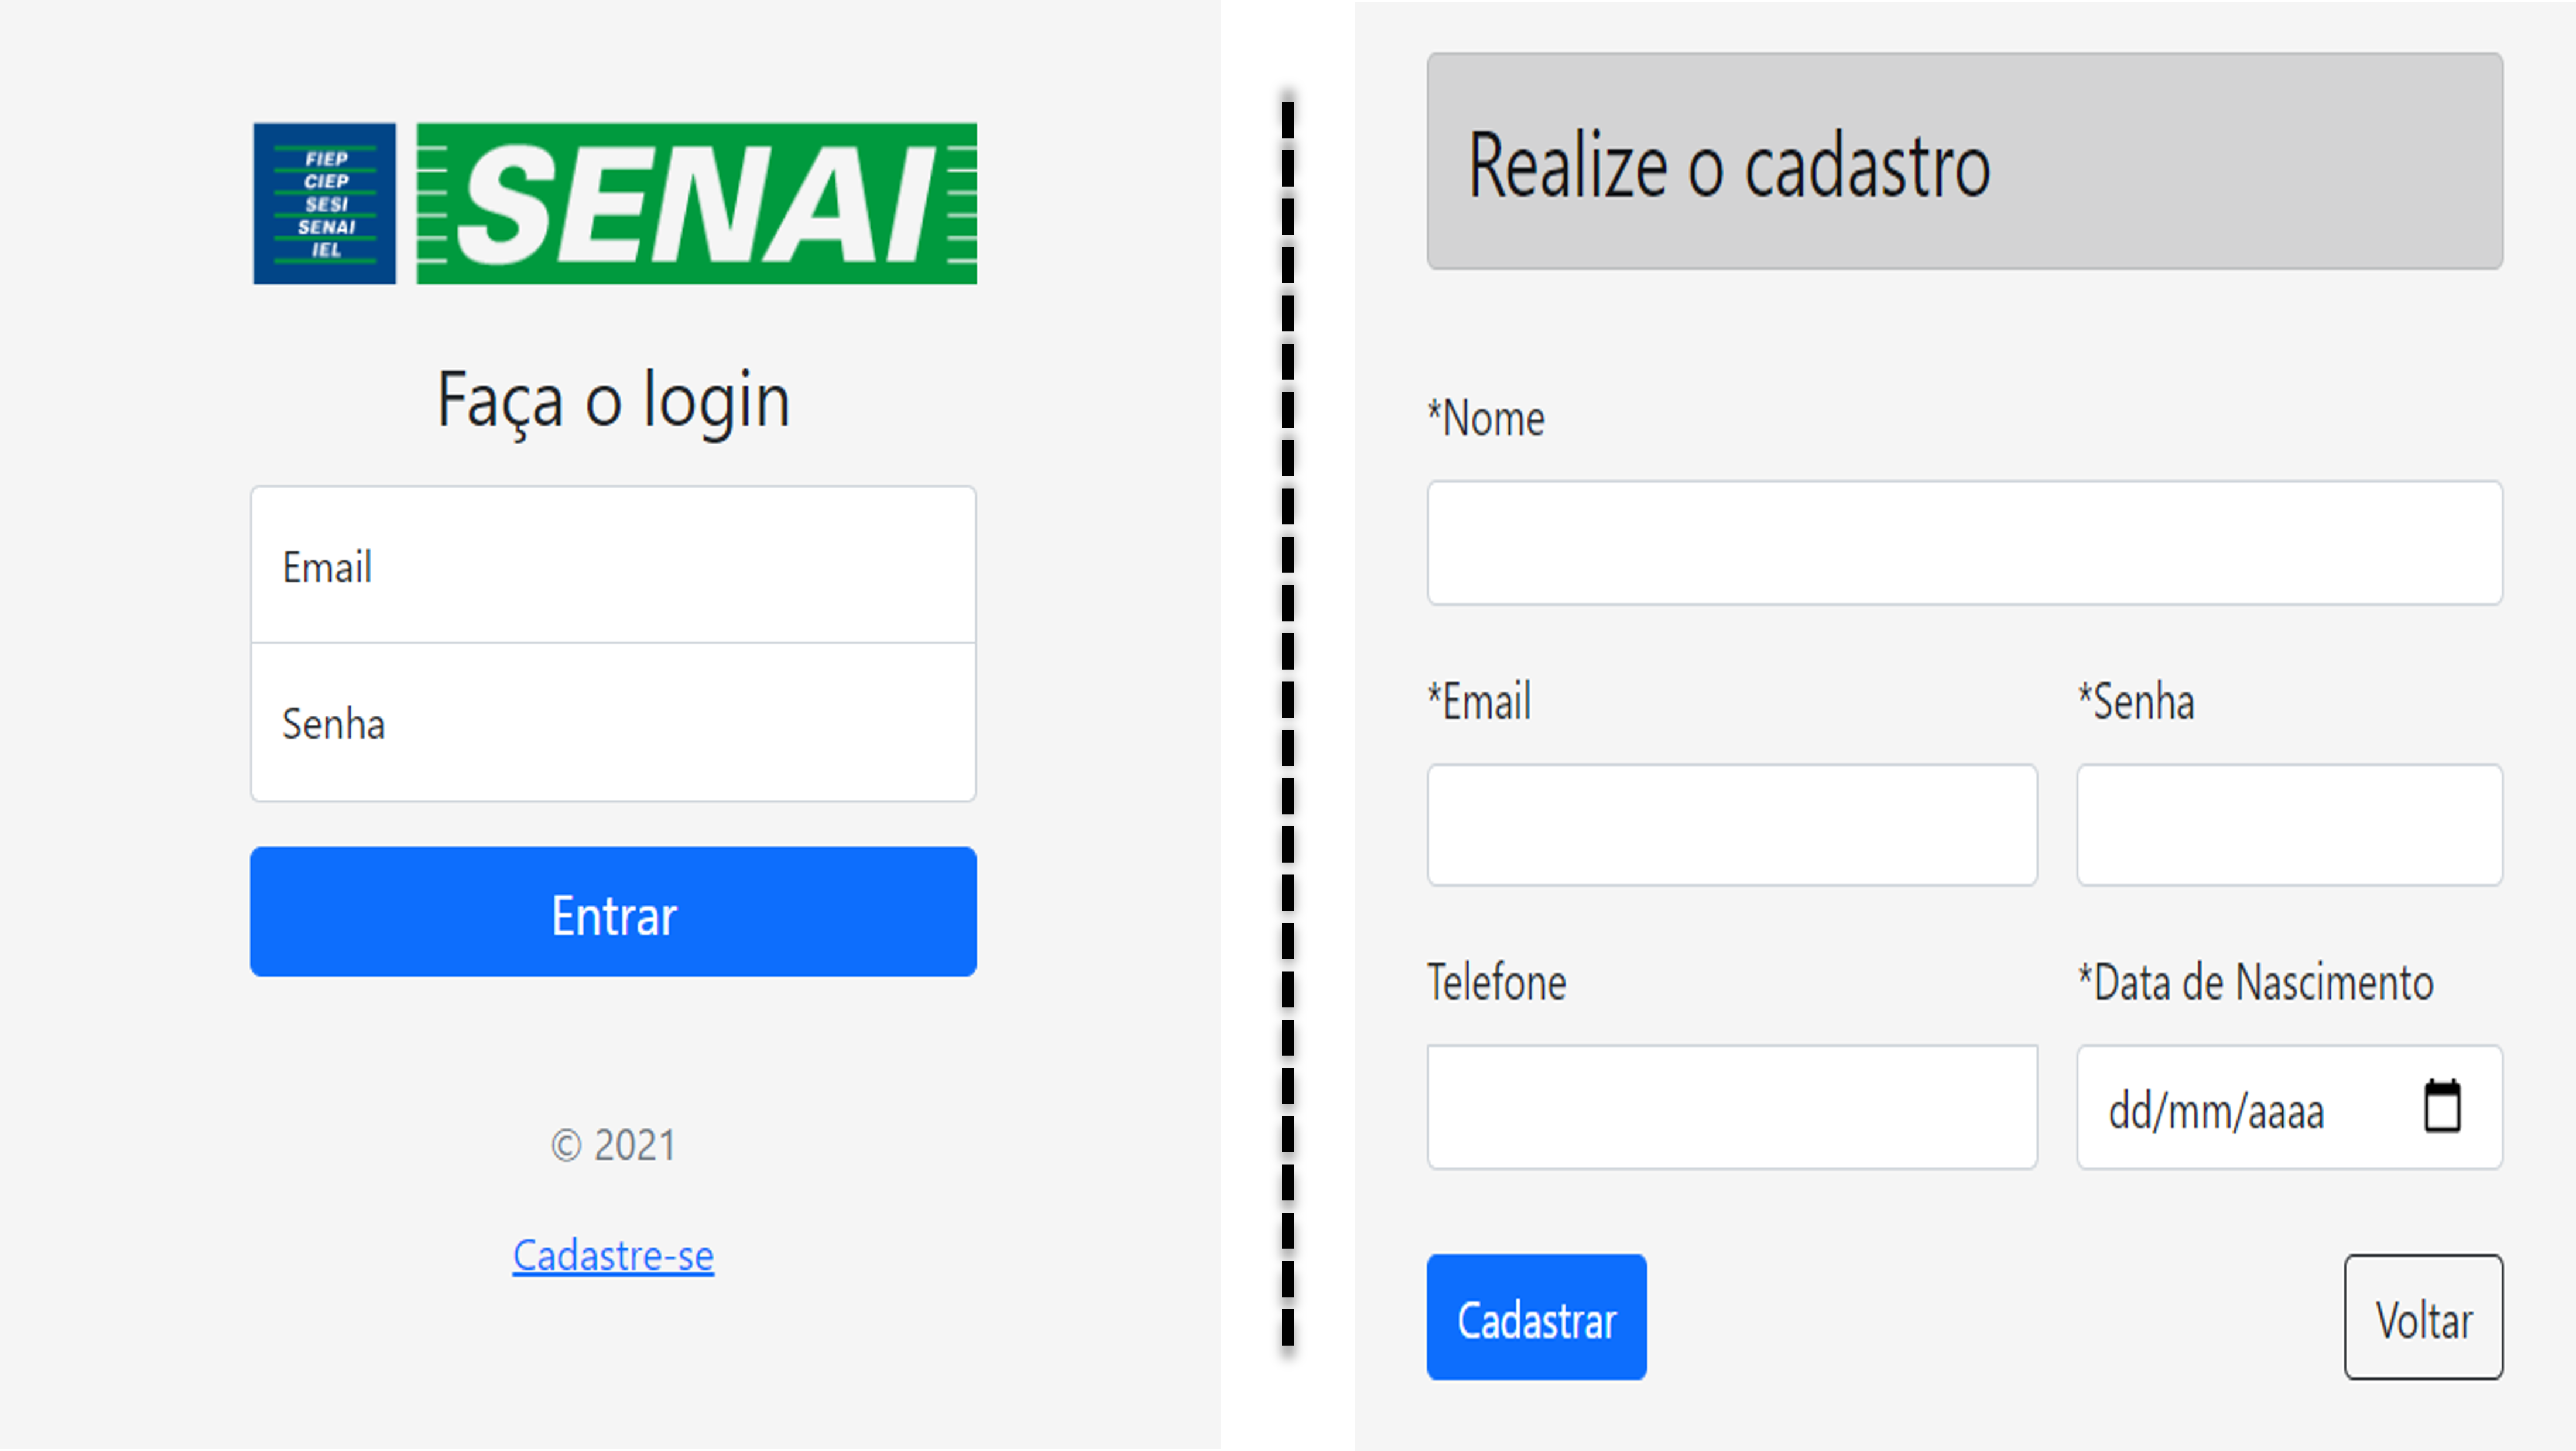 FIEP
CIEP
SESI
SENAI
IEL
SENAI
Faça o login
Email
Senha
Entrar
© 2021
Cadastre-se
Realize o cadastro
*Nome
*Email
*Senha
Telefone
*Data de Nascimento
dd/mm/aaaa
Cadastrar
Voltar